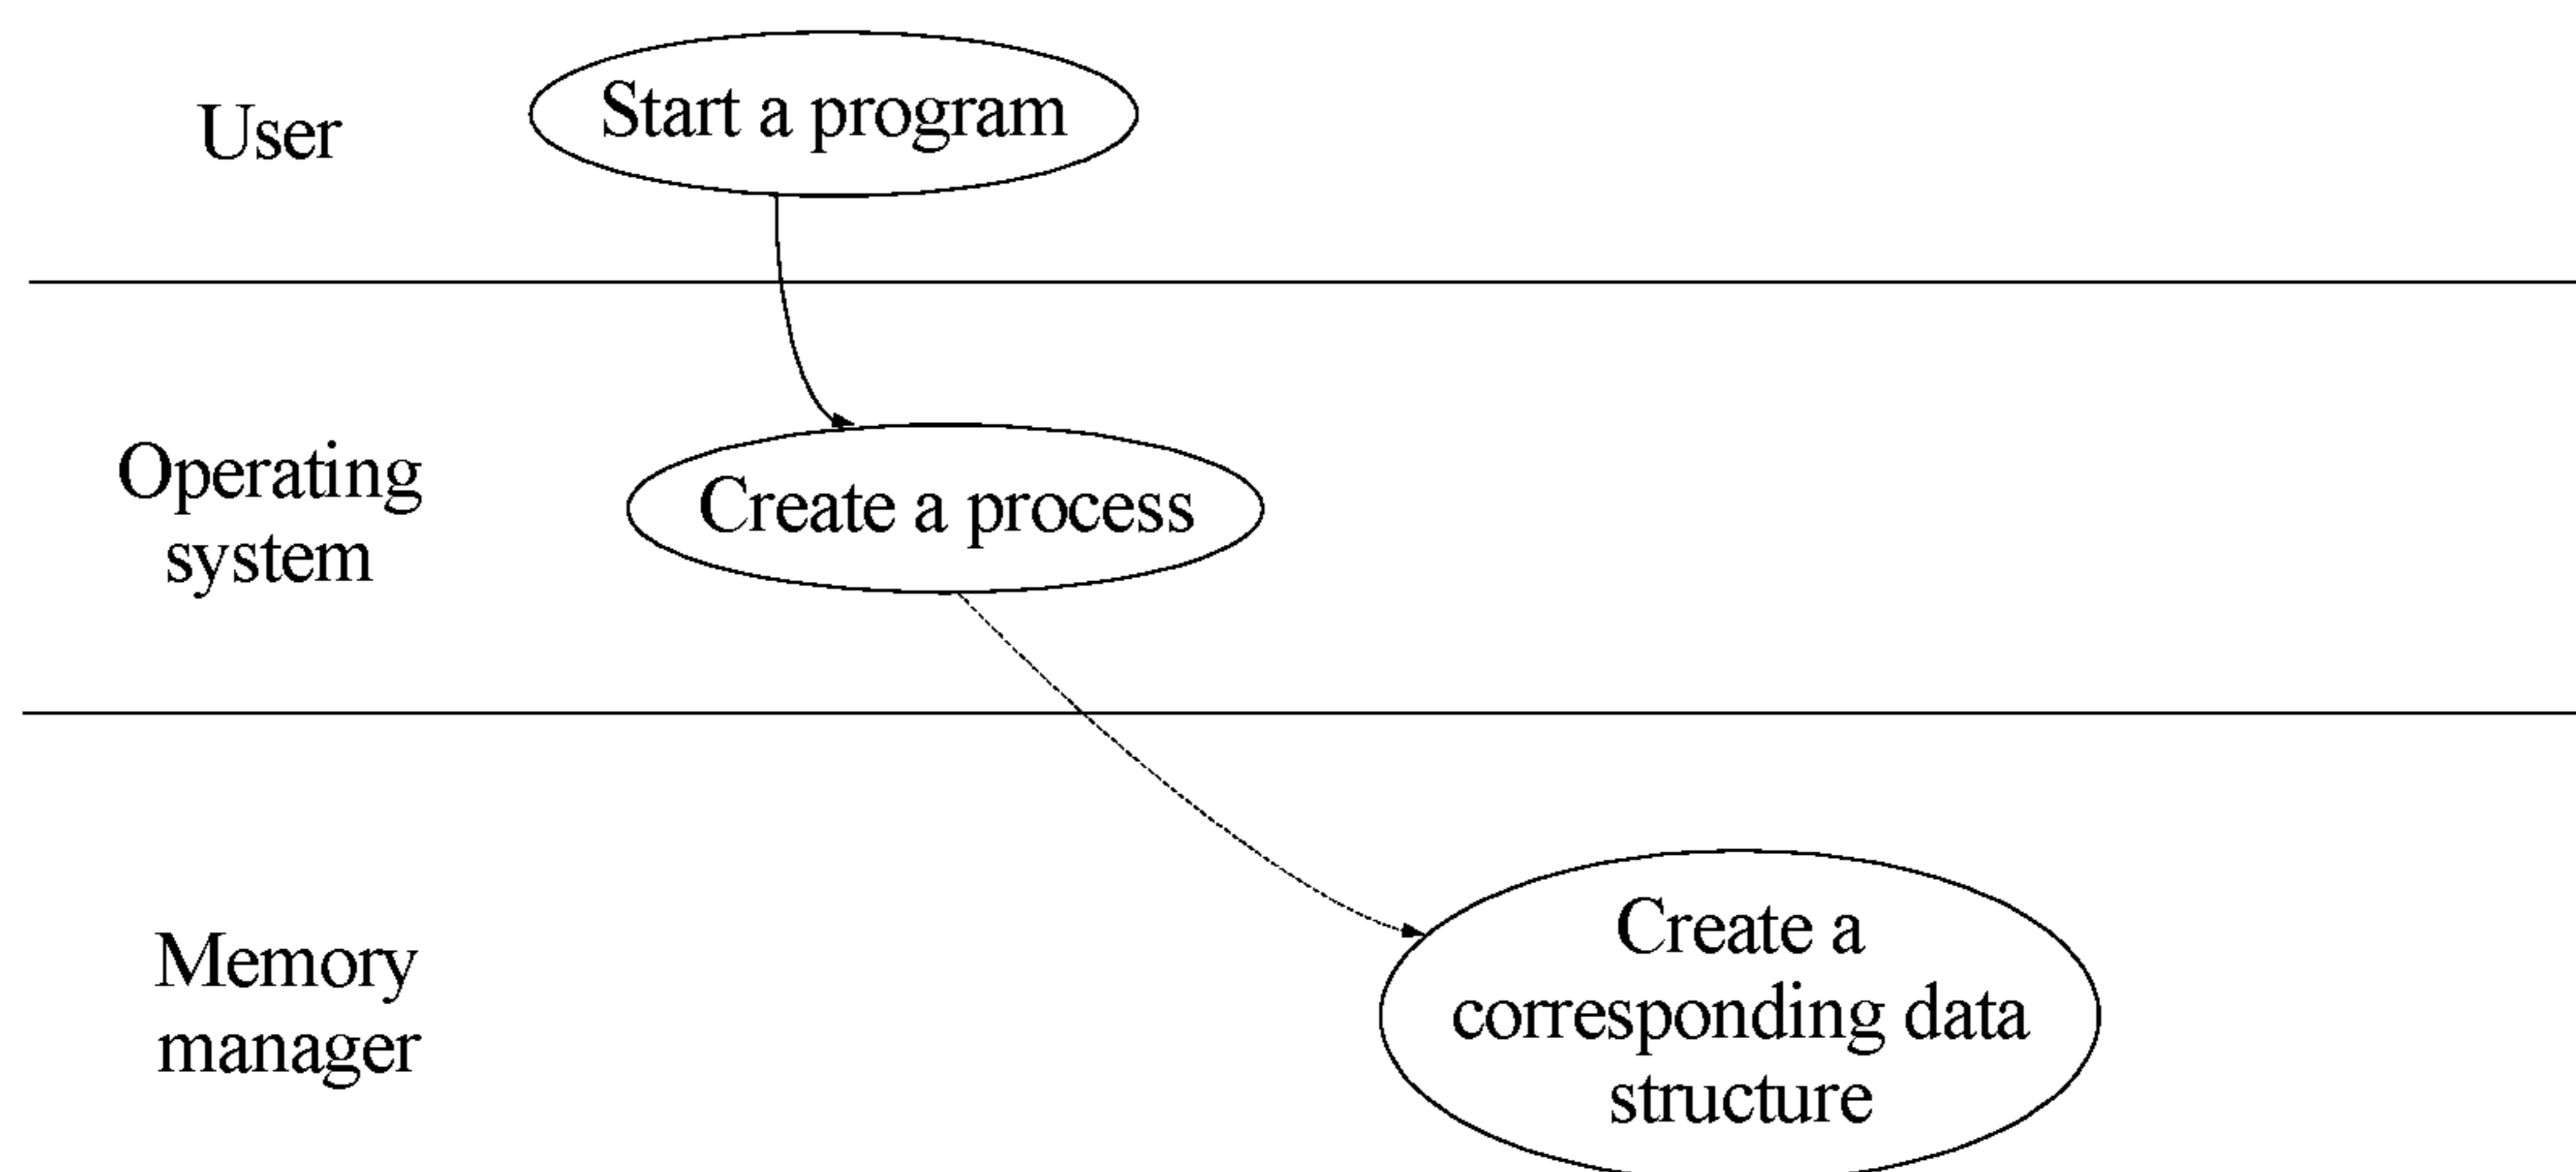 User
Start a program
Operating
system
Create a process
Memory
manager
Create a
corresponding data
structure